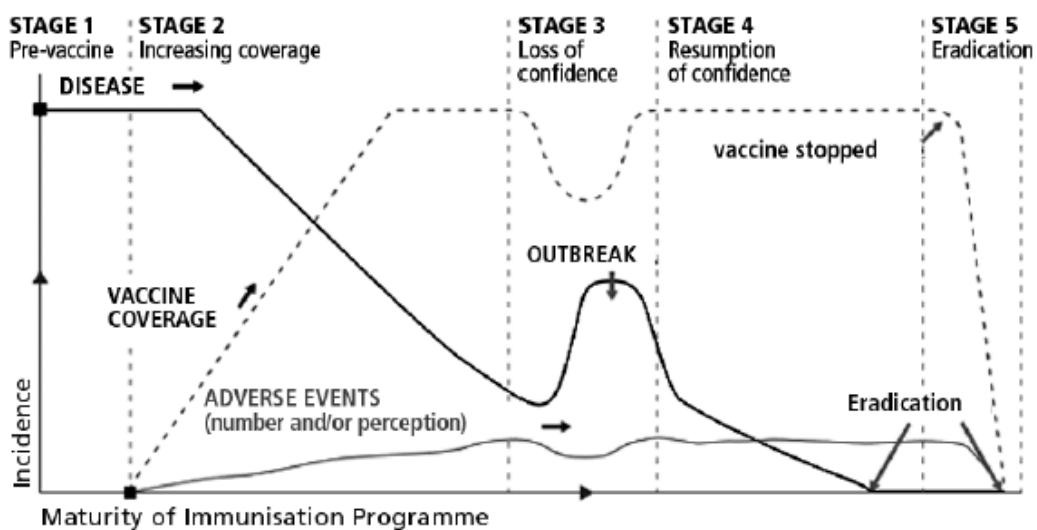 STAGE 1
Pre-vaccine
STAGE 2
Increasing coverage
STAGE 3
Loss of
confidence
STAGE 4
Resumption
of confidence
STAGE 5
Eradication
DISEASE
vaccine stopped
OUTBREAK
VACCINE
COVERAGE
ADVERSE EVENTS
(number and/or perception)
Eradication
Incidence
Maturity of Immunisation Programme